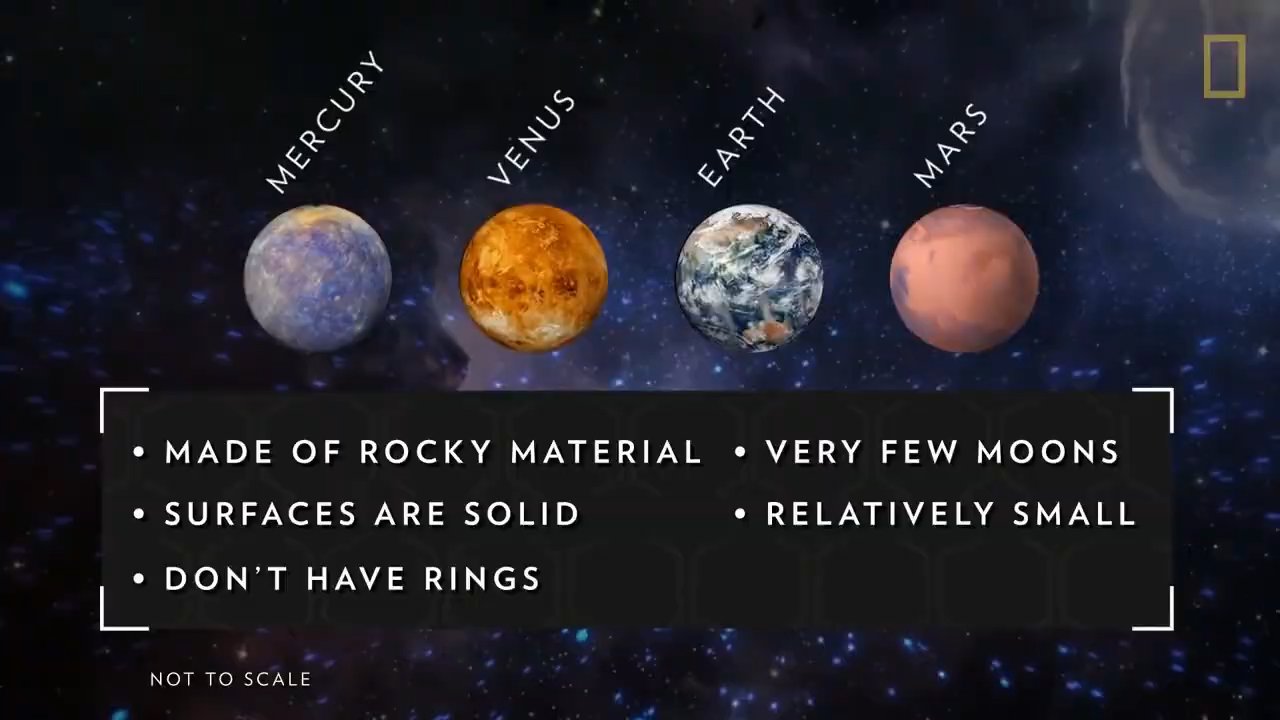 MERCURY
VENUS
EARTH
MARS
• MADE OF ROCKY MATERIAL
• SURFACES ARE SOLID
• DON'T HAVE RINGS
• VERY FEW MOONS
• RELATIVELY SMALL
NOT TO SCALE